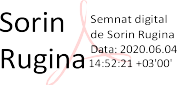 Sorin
Rugina
Semnat digital
de Sorin Rugina
Data: 2020.06.04
14:52:21 +03'00'